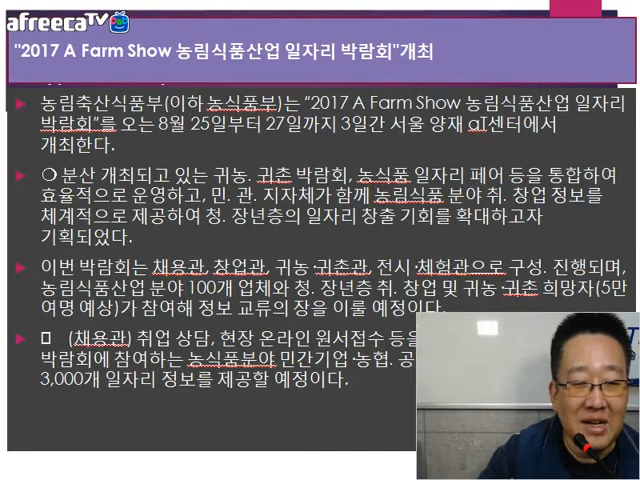 afreecaTV
"2017 A Farm Show 농림식품산업 일자리 박람회"개최
농림축산식품부(이하 농식품부)는 "2017 A Farm Show 농림식품산업 일자리
박람회"를 오는 8월 25일부터 27일까지 3일간 서울 양재 aT센터에서
개최한다.
❍ 분산 개최되고 있는 귀농·귀촌 박람회, 농식품 일자리 페어 등을 통합하여
효율적으로 운영하고, 민·관·지자체가 함께 농림식품 분야 취·창업 정보를
체계적으로 제공하여 청·장년층의 일자리 창출 기회를 확대하고자
기획되었다.
이번 박람회는 채용관, 창업관, 귀농·귀촌관, 전시·체험관으로 구성·진행되며,
농림식품산업 분야 100개 업체와 청·장년층 취·창업 및 귀농·귀촌 희망자(5만
여명 예상)가 참여해 정보 교류의 장을 이룰 예정이다.
□ (채용관) 취업 상담, 현장 온라인 원서접수 등을
박람회에 참여하는 농식품분야 민간기업·농협·공
3,000개 일자리 정보를 제공할 예정이다.